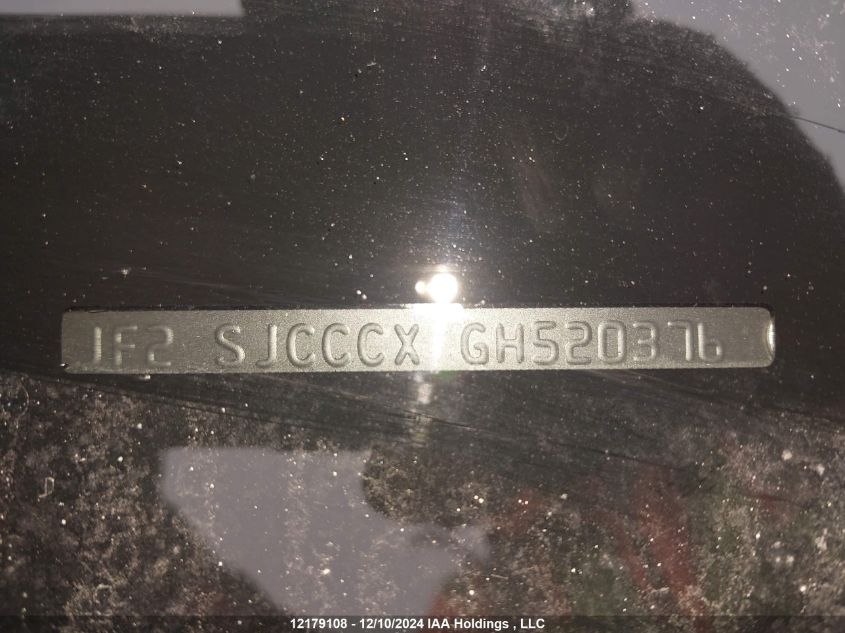 JF2 SJCCCX GH520376
12179108 - 12/10/2024 IAA Holdings , LLC